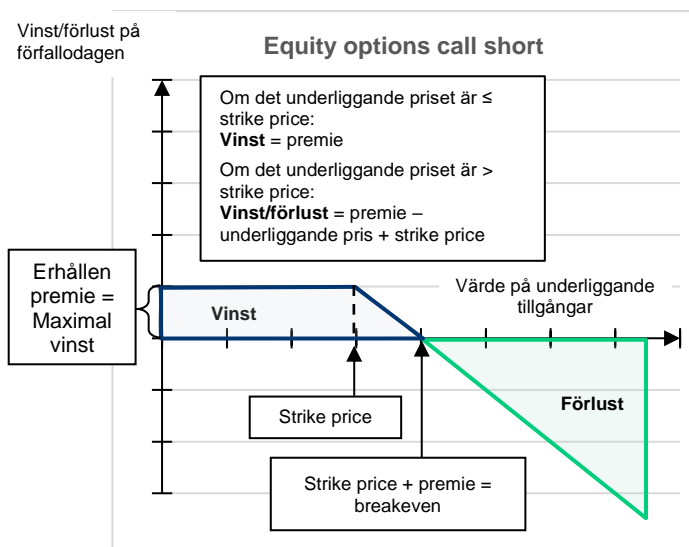 Vinst/förlust på
förfallodagen
Equity options call short
Om det underliggande priset är ≤
strike price:
Vinst = premie
Om det underliggande priset är >
strike price:
Vinst/förlust = premie –
underliggande pris + strike price
Erhållen
premie =
Maximal
vinst
Vinst
Värde på underliggande
tillgångar
Strike price
Förlust
Strike price + premie =
breakeven